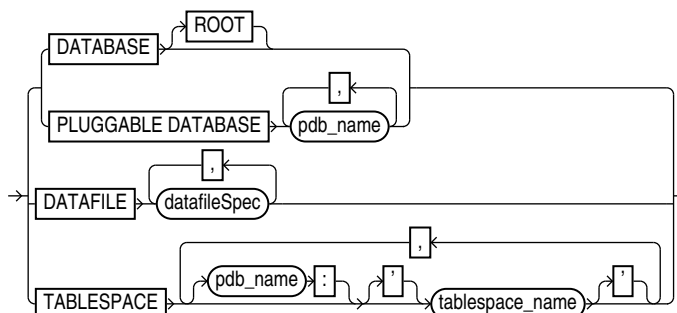 ROOT
DATABASE
,
PLUGGABLE DATABASE pdb_name
,
DATAFILE datafileSpec
,
pdb_name : ' '
TABLESPACE tablespace_name